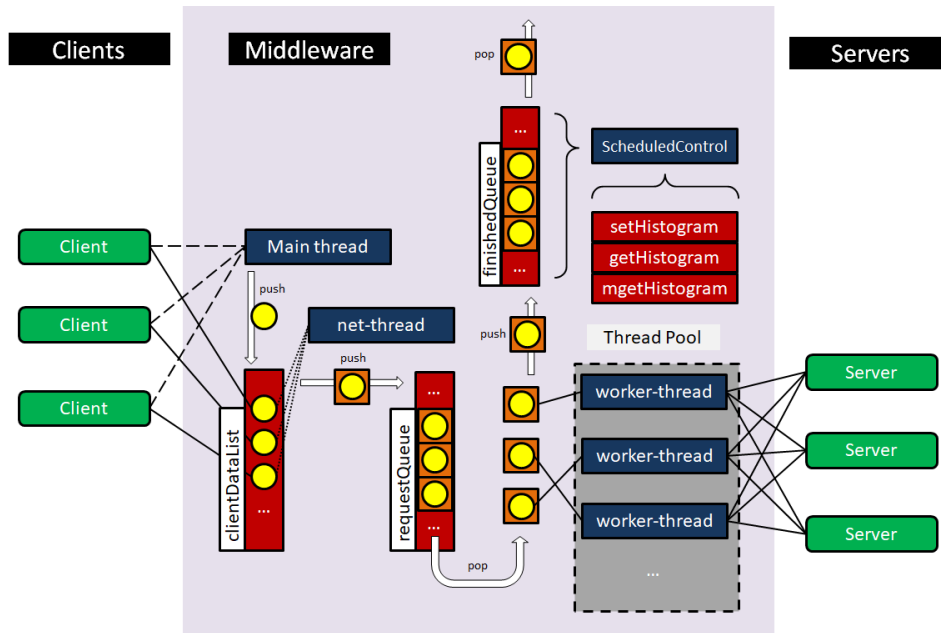 Clients
Middleware
Servers
pop
...
finishedQueue
...
ScheduledControl
setHistogram
getHistogram
mgetHistogram
Client
Client
Client
Main thread
push
net-thread
push
clientDataList
...
requestQueue
...
...
pop
push
Thread Pool
worker-thread
worker-thread
worker-thread
...
Server
Server
Server